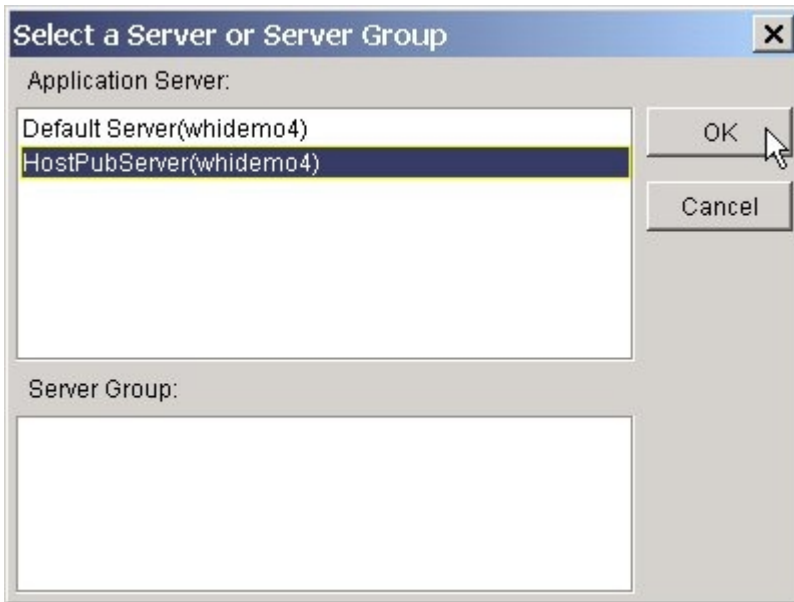 Select a Server or Server Group
Application Server:
Default Server(whidemo4)
HostPubServer(whidemo4)
OK
Cancel
Server Group: